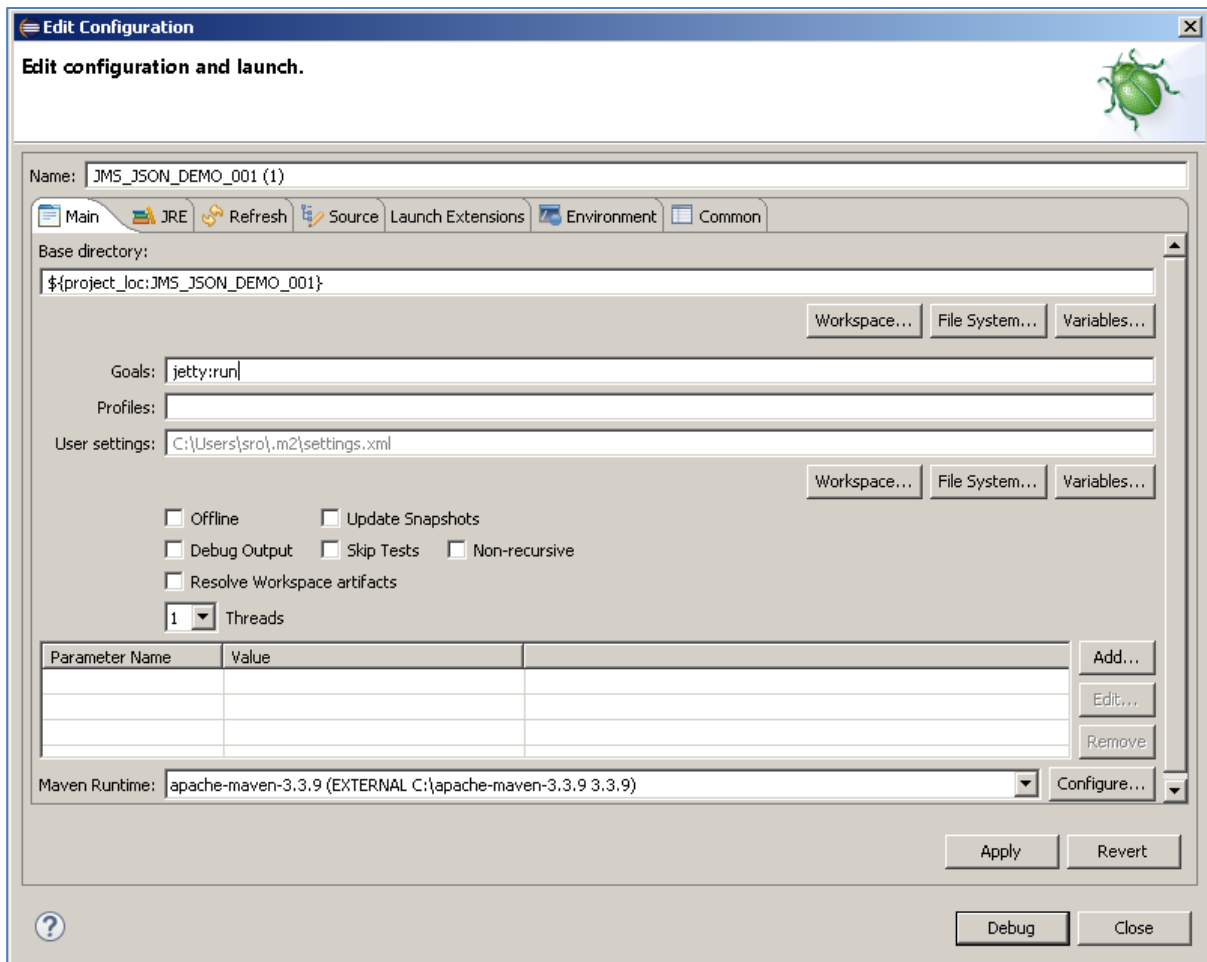 Edit Configuration
Edit configuration and launch.
Name: JMS_JSON_DEMO_001 (1)
Main JRE Refresh Source Launch Extensions Environment Common
Base directory:
${project_loc:JMS_JSON_DEMO_001}
Workspace... File System... Variables...
Goals: jetty:run
Profiles:
User settings: C:\Users\sro\.m2\settings.xml
Workspace... File System... Variables...
Offline Update Snapshots
Debug Output Skip Tests Non-recursive
Resolve Workspace artifacts
1 Threads
Parameter Name Value Add...
Edit...
Remove
Maven Runtime: apache-maven-3.3.9 (EXTERNAL C:\apache-maven-3.3.9 3.3.9) Configure...
Apply Revert
? Debug Close